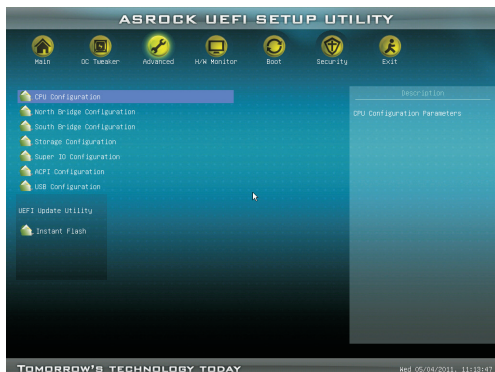 ASROCK UEFI SETUP UTILITY
Main OC Tweaker Advanced H/W Monitor Boot Security Exit
CPU Configuration
North Bridge Configuration
South Bridge Configuration
Storage Configuration
Super IO Configuration
ACPI Configuration
USB Configuration
UEFI Update Utility
Instant Flash
Description
CPU Configuration Parameters
TOMORROW'S TECHNOLOGY TODAY
Wed 05/04/2011, 11:13:47